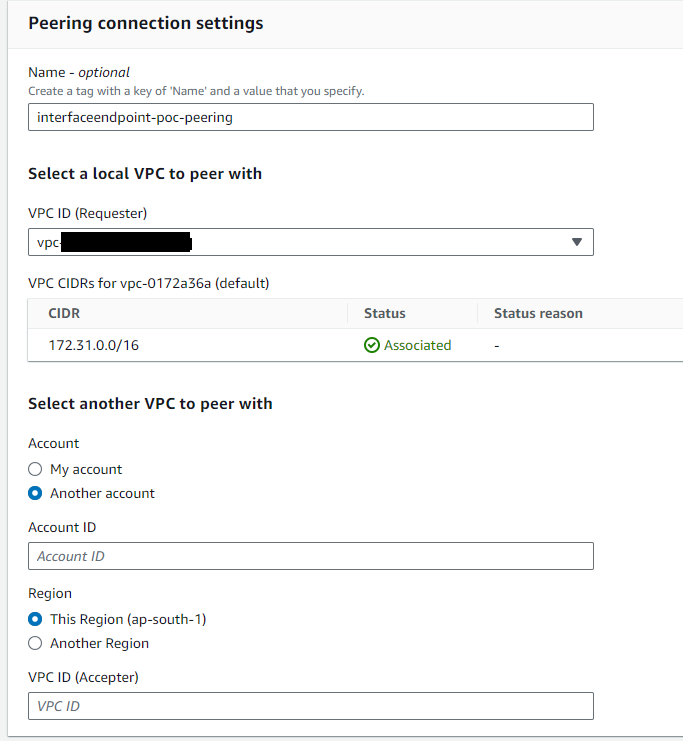 Peering connection settings
Name - optional
Create a tag with a key of 'Name' and a value that you specify.
interfaceendpoint-poc-peering
Select a local VPC to peer with
VPC ID (Requester)
vpc-
VPC CIDRs for vpc-0172a36a (default)
CIDR Status Status reason
172.31.0.0/16 Associated -
Select another VPC to peer with
Account
My account
Another account
Account ID
Account ID
Region
This Region (ap-south-1)
Another Region
VPC ID (Accepter)
VPC ID